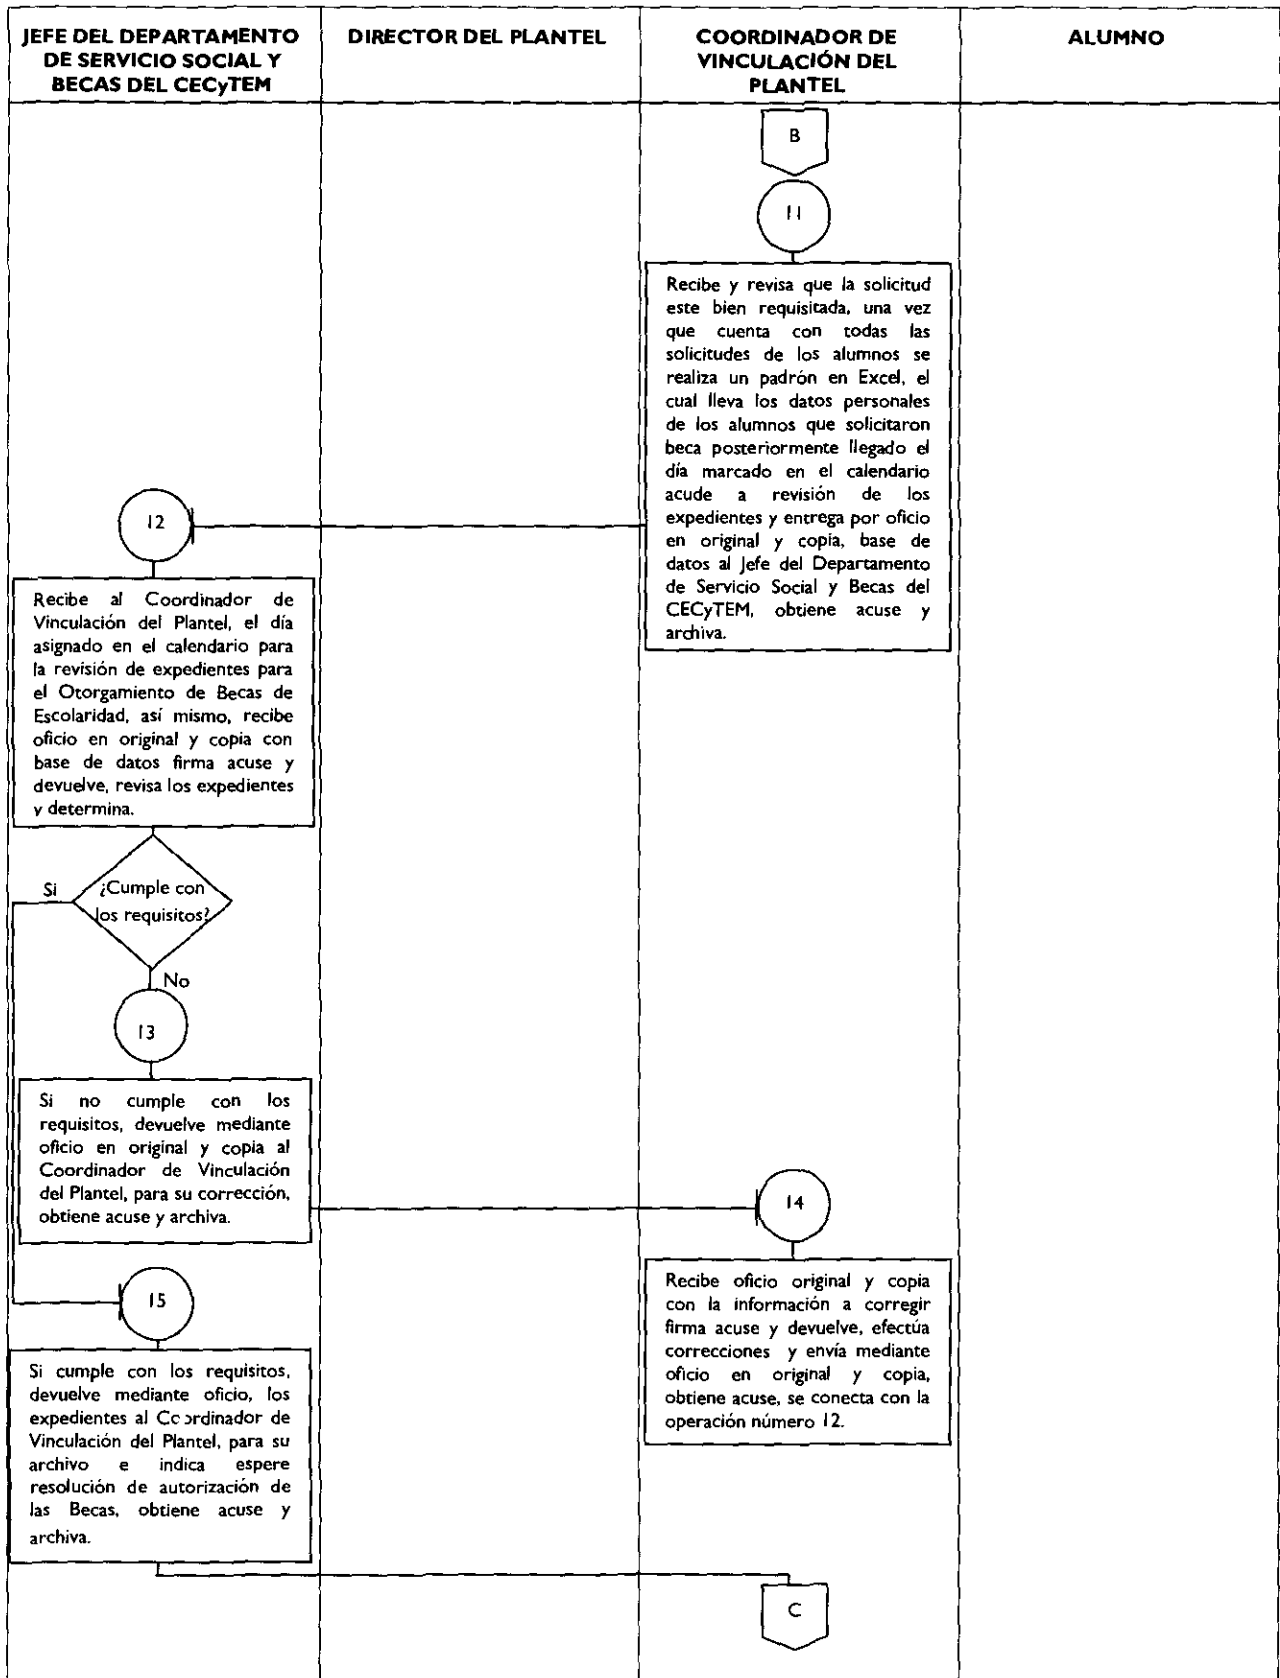 JEFE DEL DEPARTAMENTO
DE SERVICIO SOCIAL Y
BECAS DEL CECyTEM
DIRECTOR DEL PLANTEL
COORDINADOR DE
VINCULACIÓN DEL
PLANTEL
ALUMNO
B
11
Recibe y revisa que la solicitud
este bien requisitada, una vez
que cuenta con todas las
solicitudes de los alumnos se
realiza un padrón en Excel, el
cual lleva los datos personales
de los alumnos que solicitaron
beca posteriormente llegado el
día marcado en el calendario
acude a revisión de los
expedientes y entrega por oficio
en original y copia, base de
datos al Jefe del Departamento
de Servicio Social y Becas del
CECyTEM, obtiene acuse y
archiva.
12
Recibe al Coordinador de
Vinculación del Plantel, el día
asignado en el calendario para
la revisión de expedientes para
el Otorgamiento de Becas de
Escolaridad, así mismo, recibe
oficio en original y copia con
base de datos firma acuse y
devuelve, revisa los expedientes
y determina.
Si
¿Cumple con
los requisitos?
No
13
Si no cumple con los
requisitos, devuelve mediante
oficio en original y copia al
Coordinador de Vinculación
del Plantel, para su corrección,
obtiene acuse y archiva.
14
Recibe oficio original y copia
con la información a corregir
firma acuse y devuelve, efectúa
correcciones y envía mediante
oficio en original y copia,
obtiene acuse, se conecta con la
operación número 12.
15
Si cumple con los requisitos,
devuelve mediante oficio, los
expedientes al Coordinador de
Vinculación del Plantel, para su
archivo e indica espere
resolución de autorización de
las Becas, obtiene acuse y
archiva.
C